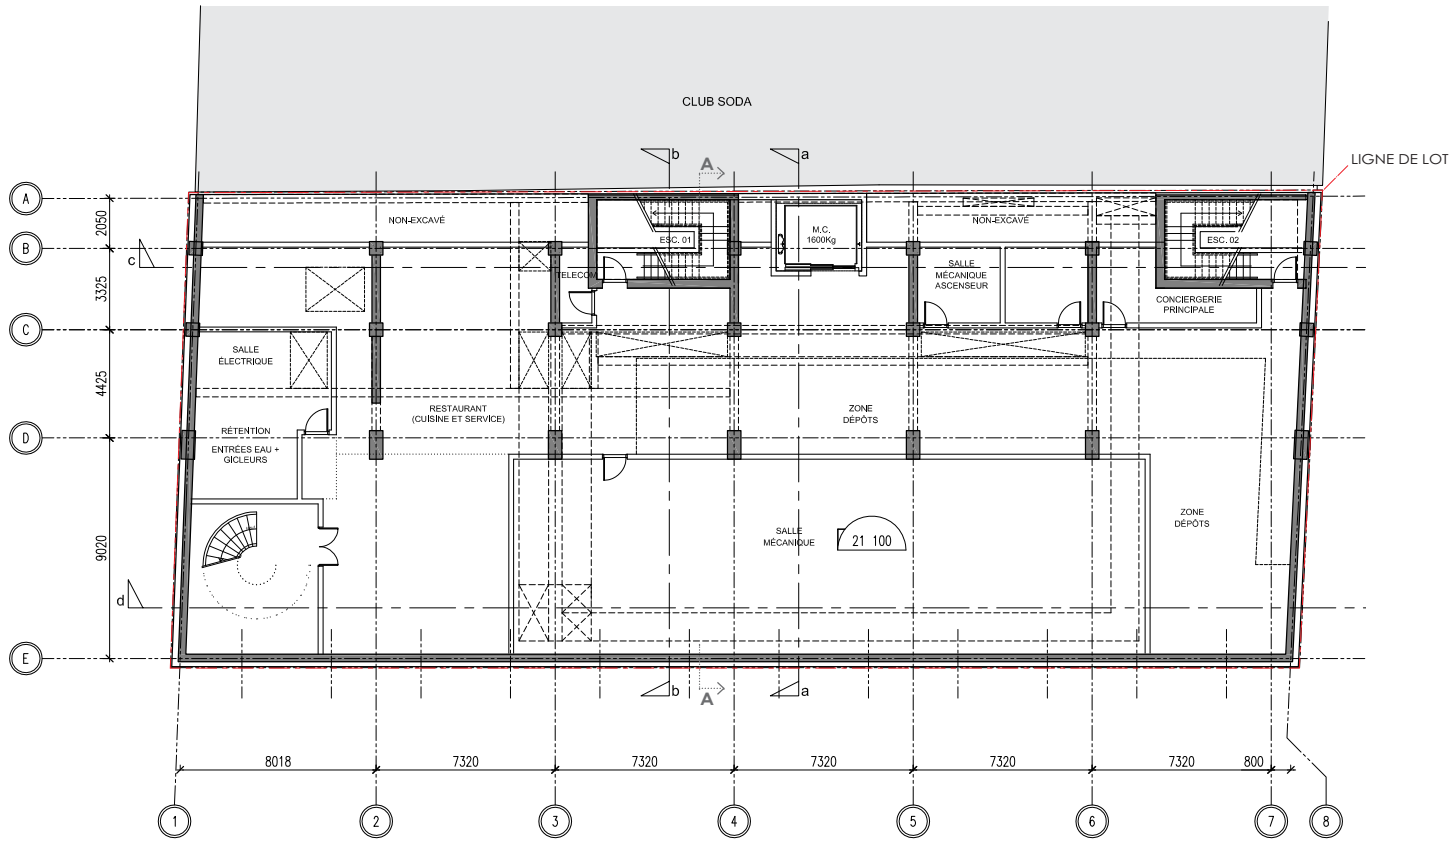 CLUB SODA
LIGNE DE LOT
b
A
a
A
2050
NON-EXCAVÉ
ESC. 01
M.C.
1600Kg
NON-EXCAVÉ
ESC. 02
B
c
3325
TELECOM
SALLE
MÉCANIQUE
ASCENSEUR
CONCIERGERIE
PRINCIPALE
C
SALLE
ÉLECTRIQUE
4425
RESTAURANT
(CUISINE ET SERVICE)
ZONE
DÉPÔTS
D
RÉTENTION
ENTRÉES EAU +
GICLEURS
9020
SALLE
MÉCANIQUE
21 100
ZONE
DÉPÔTS
d
E
b
A
a
8018
7320
7320
7320
7320
7320
800
1
2
3
4
5
6
7
8